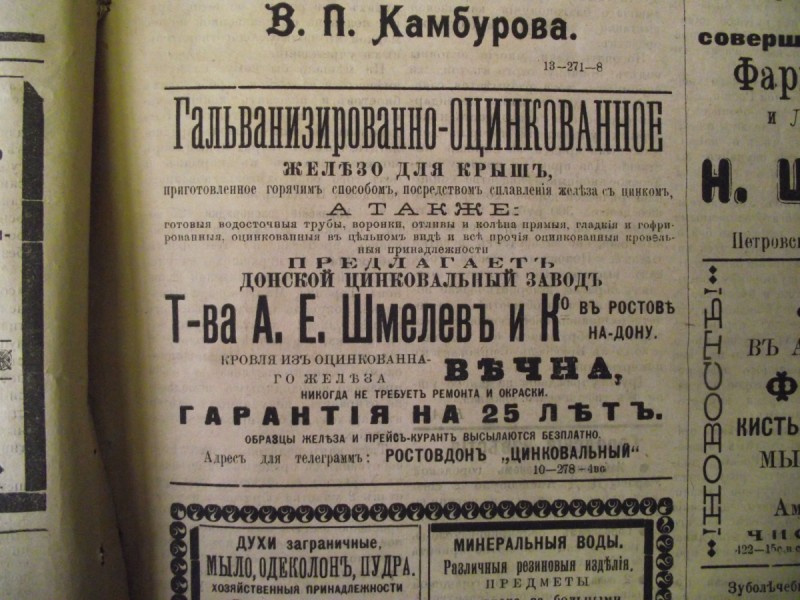 В. П. Камбурова.
13—271—8
Гальванизированно-ОЦИНКОВАННОЕ
ЖЕЛѢЗО ДЛЯ КРЫШЪ,
приготовленное горячимъ способомъ, посредствомъ сплавленія желѣза съ цинкомъ,
А ТАКЖЕ:
готовыя водосточныя трубы, воронки, отливы и колѣна прямыя, гладкія и гофри-
рованныя, оцинкованныя въ цѣльномъ видѣ и всѣ прочія оцинкованныя кровель-
ныя принадлежности
ПРЕДЛАГАЕТЪ
ДОНСКОЙ ЦИНКОВАЛЬНЫЙ ЗАВОДЪ
Т-ва А. Е. Шмелевъ и Ко ВЪ РОСТОВѢ
НА-ДОНУ.
КРОВЛЯ ИЗЪ ОЦИНКОВАННА-
ГО ЖЕЛѢЗА ВѢЧНА,
НИКОГДА НЕ ТРЕБУЕТЪ РЕМОНТА И ОКРАСКИ.
ГАРАНТІЯ НА 25 ЛѢТЪ.
ОБРАЗЦЫ ЖЕЛѢЗА И ПРЕЙСЪ-КУРАНТЪ ВЫСЫЛАЮТСЯ БЕЗПЛАТНО.
Адресъ для телеграммъ: РОСТОВДОНЪ „ЦИНКОВАЛЬНЫЙ“
10—278—4
ДУХИ заграничные,
МЫЛО, ОДЕКОЛОНЪ, ПУДРА.
ХОЗЯЙСТВЕННЫЯ ПРИНАДЛЕЖНОСТИ
МИНЕРАЛЬНЫЯ ВОДЫ.
Различныя резиновыя издѣлія,
ПРЕДМЕТЫ
соверш
Фар
и
Н. Ш
Петровск
НОВОСТЬ!
ВЪ
КИСТЬ
МЫ
ЧИС
Зуболѣчеб